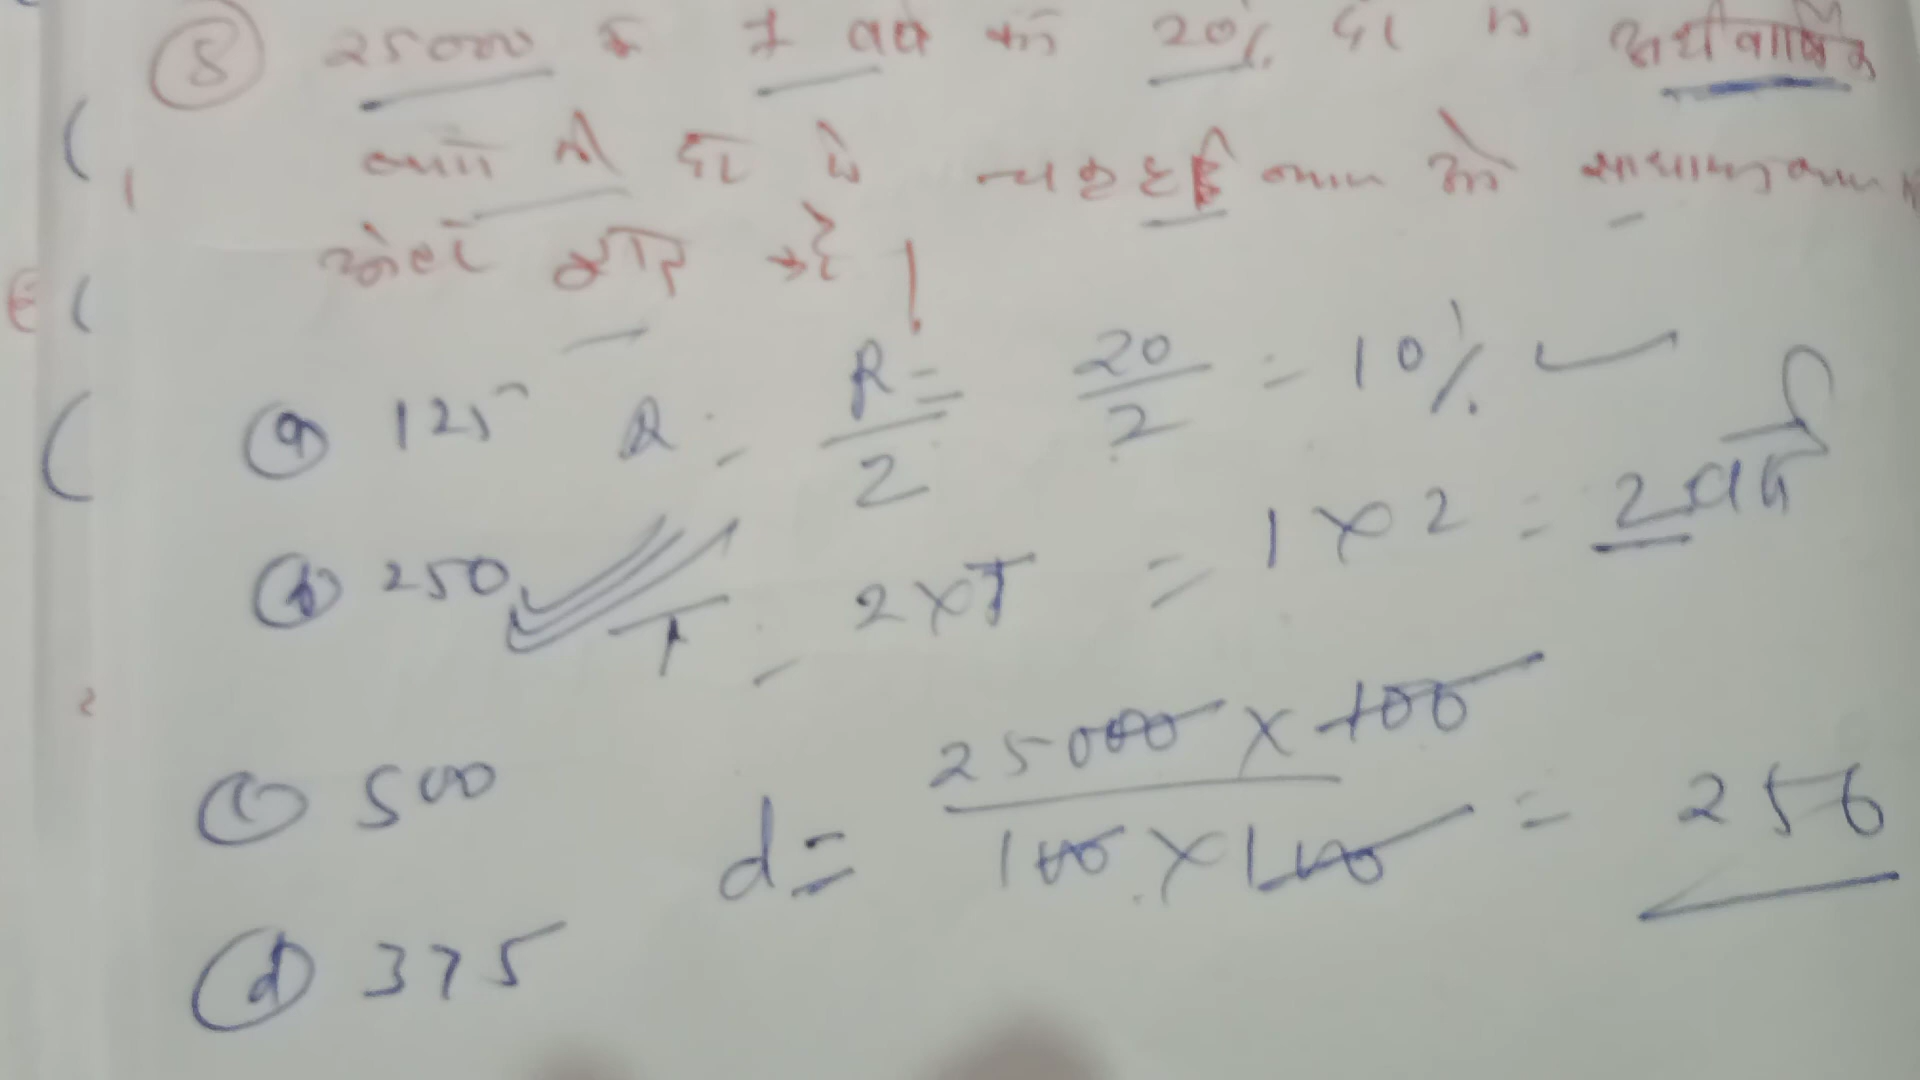 ⑧ 25000 रु 1 वर्ष की 20% दर से अर्धवार्षिक
ब्याज की दर से चक्रवृद्धि ब्याज और साधारण ब्याज
अंतर ज्ञात करें।
ⓐ 125 R = R/2 = 20/2 = 10%
ⓑ 250 T = 2×T = 1×2 = 2 वर्ष
ⓒ 500 d = 25000×100/100×100 = 250
ⓓ 375